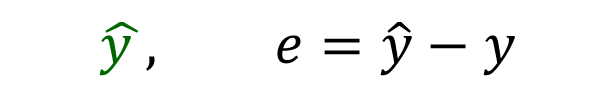 ŷ, e = ŷ − y